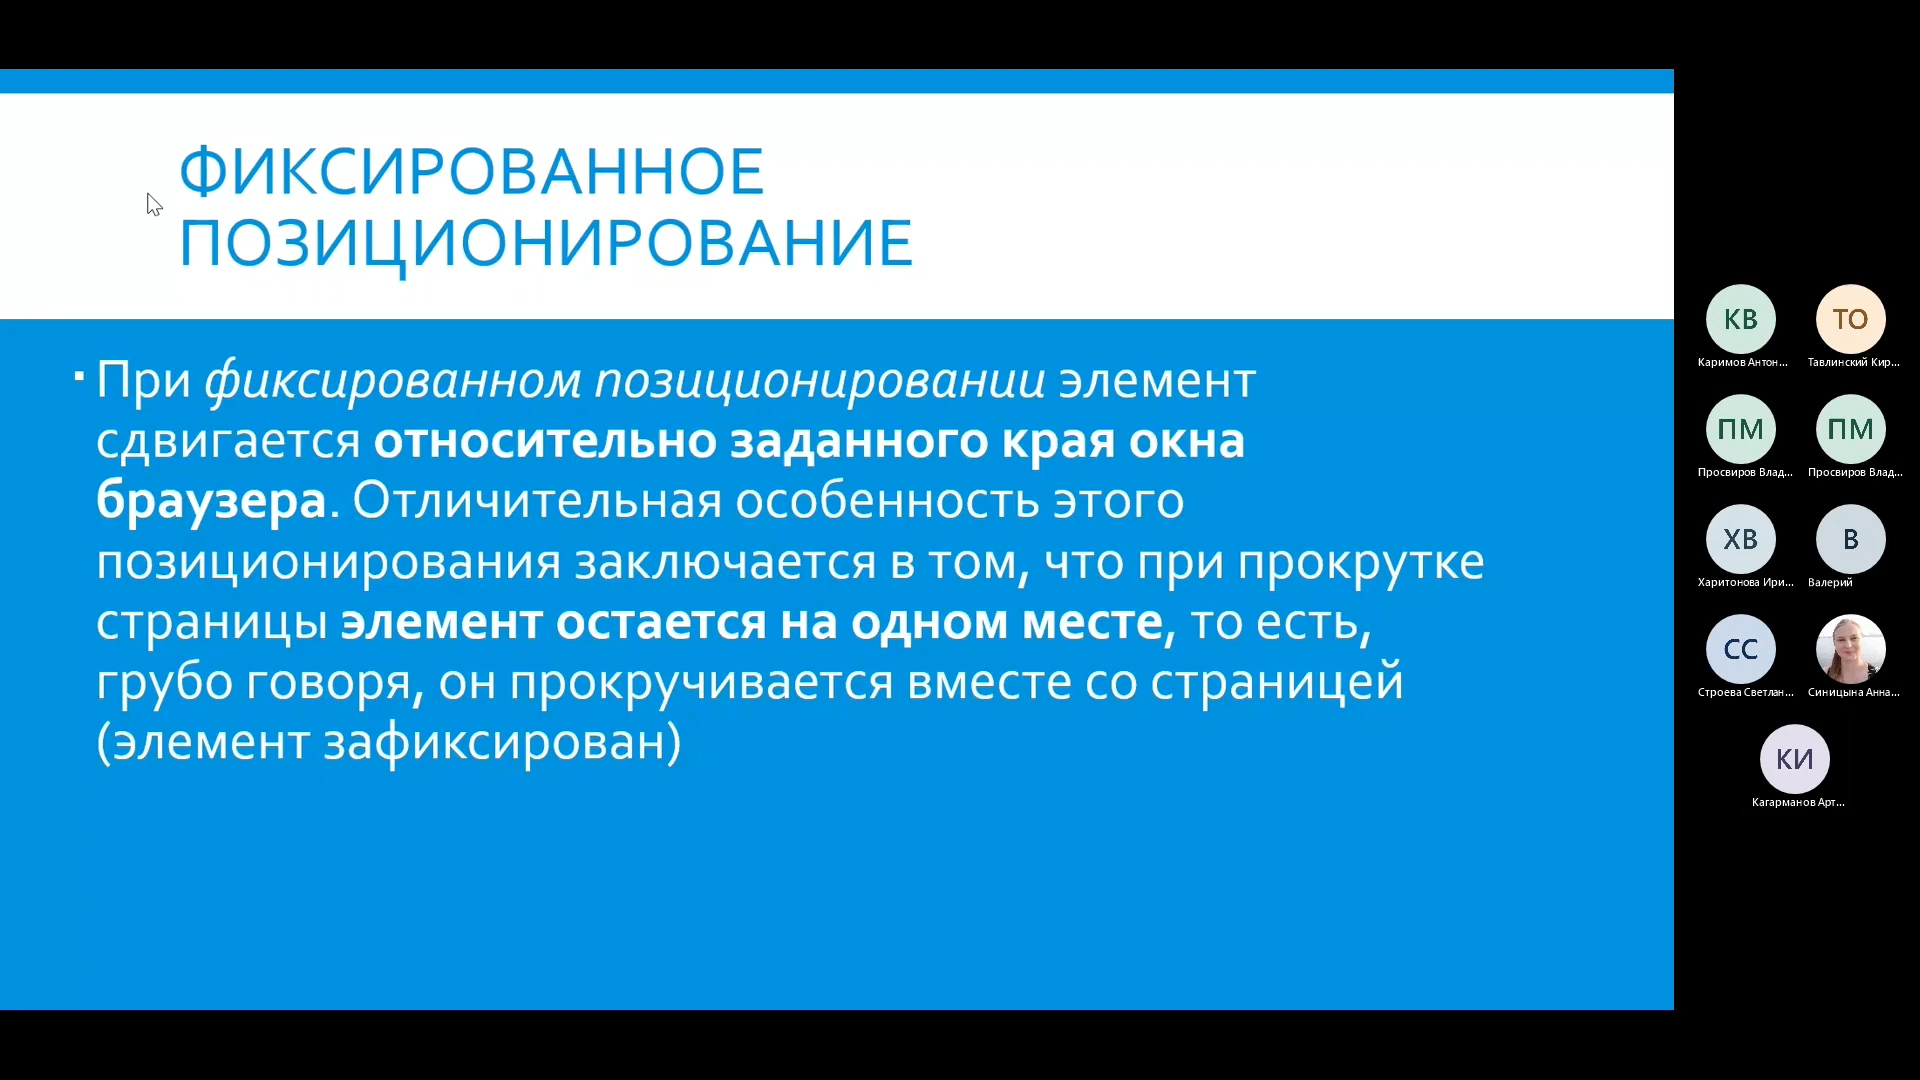 ФИКСИРОВАННОЕ
ПОЗИЦИОНИРОВАНИЕ
▪ При фиксированном позиционировании элемент
сдвигается относительно заданного края окна
браузера. Отличительная особенность этого
позиционирования заключается в том, что при прокрутке
страницы элемент остается на одном месте, то есть,
грубо говоря, он прокручивается вместе со страницей
(элемент зафиксирован)
КВ ТО
Каримов Антон... Тавлинский Кир...
ПМ ПМ
Просвиров Влад... Просвиров Влад...
ХВ В
Харитонова Ири... Валерий
СС
Строева Светлан... Синицына Анна...
КИ
Кагарманов Арт...